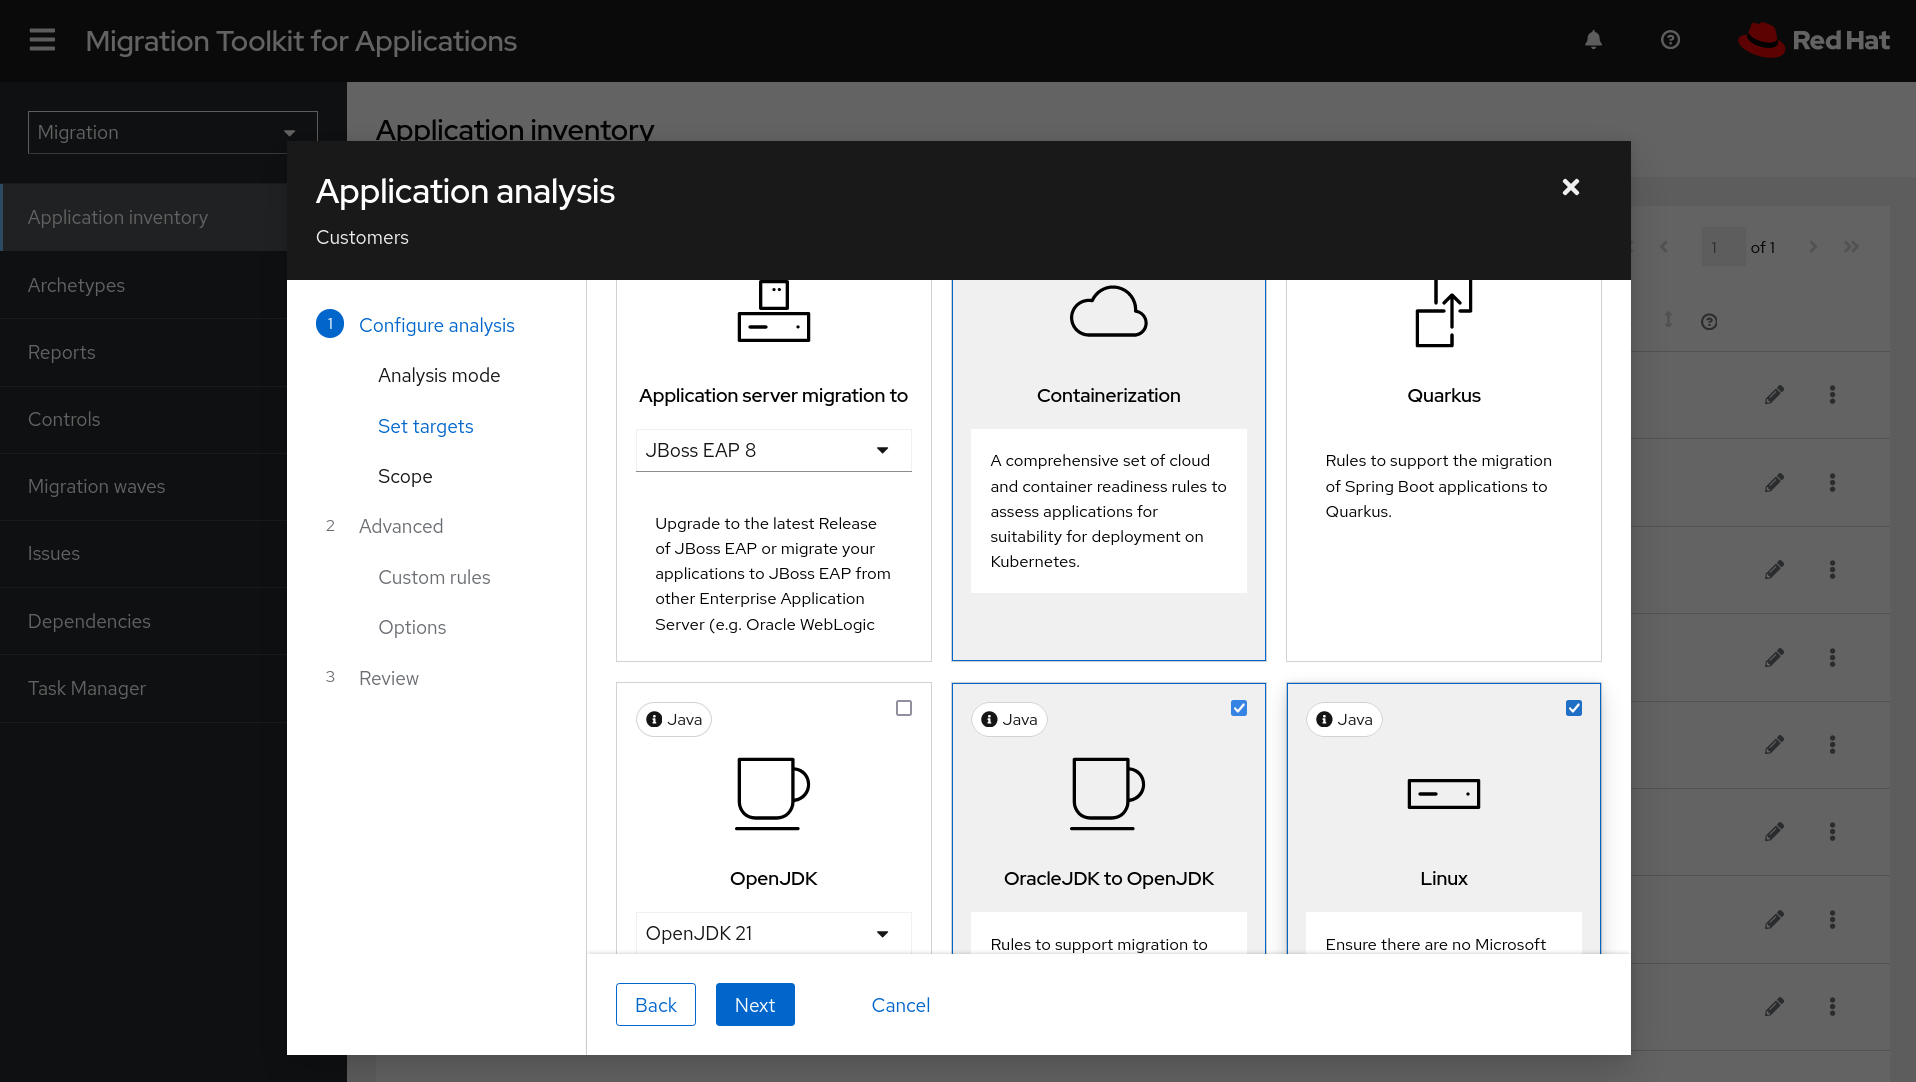 Migration Toolkit for Applications
Red Hat
Migration
Application inventory
Application inventory
Archetypes
Reports
Controls
Migration waves
Issues
Dependencies
Task Manager
1 of 1
Application analysis
Customers
1 Configure analysis
Analysis mode
Set targets
Scope
2 Advanced
Custom rules
Options
3 Review
Application server migration to
JBoss EAP 8
Upgrade to the latest Release
of JBoss EAP or migrate your
applications to JBoss EAP from
other Enterprise Application
Server (e.g. Oracle WebLogic
Containerization
A comprehensive set of cloud
and container readiness rules to
assess applications for
suitability for deployment on
Kubernetes.
Quarkus
Rules to support the migration
of Spring Boot applications to
Quarkus.
Java
OpenJDK
OpenJDK 21
Java
OracleJDK to OpenJDK
Rules to support migration to
Java
Linux
Ensure there are no Microsoft
Back
Next
Cancel